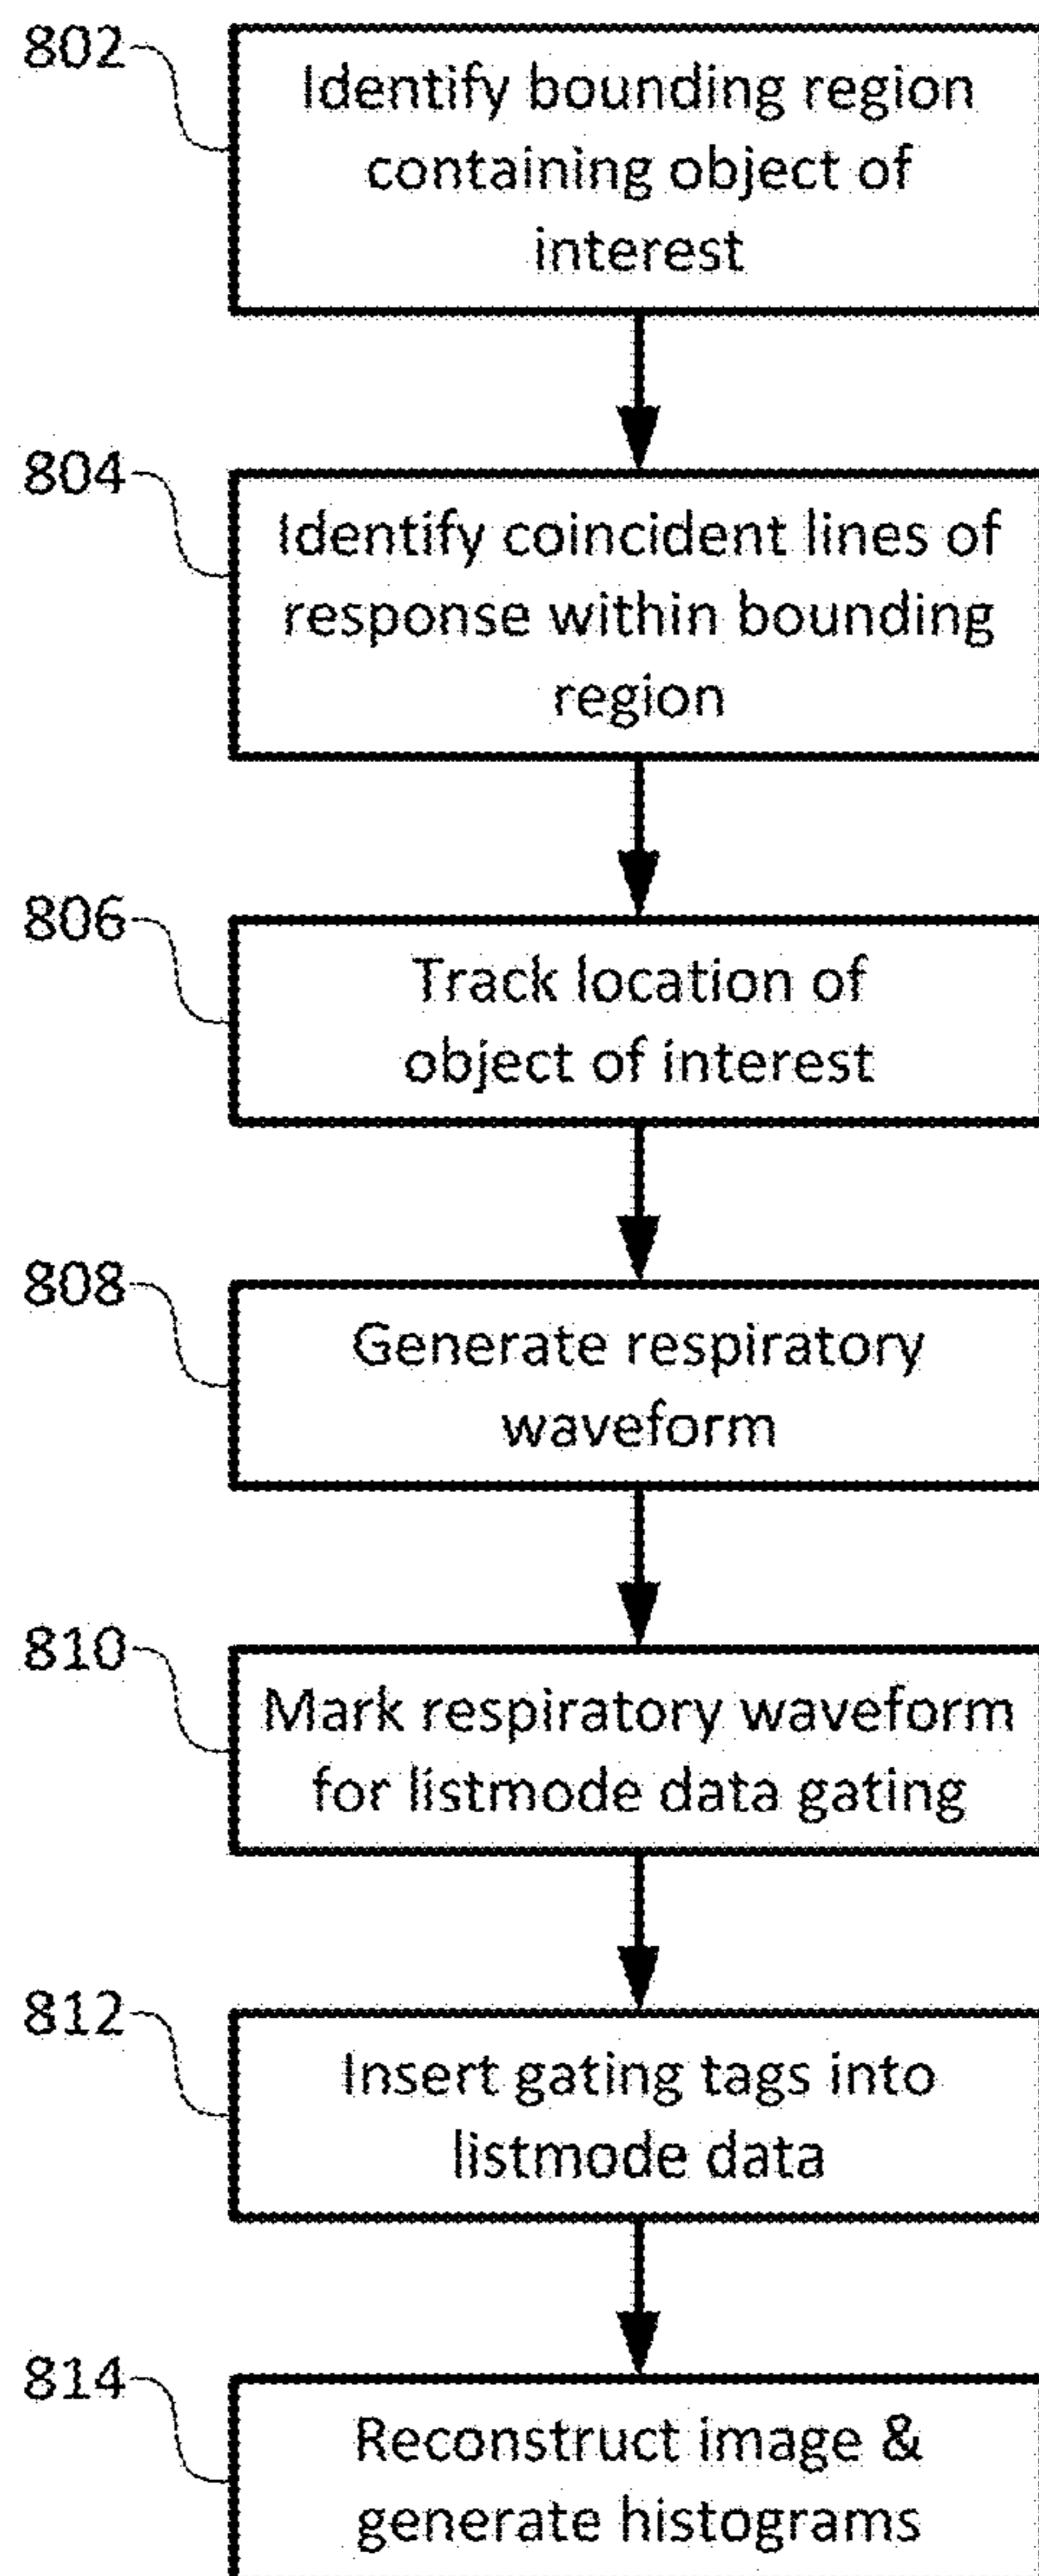 802
Identify bounding region
containing object of
interest
804
Identify coincident lines of
response within bounding
region
806
Track location of
object of interest
808
Generate respiratory
waveform
810
Mark respiratory waveform
for listmode data gating
812
Insert gating tags into
listmode data
814
Reconstruct image &
generate histograms